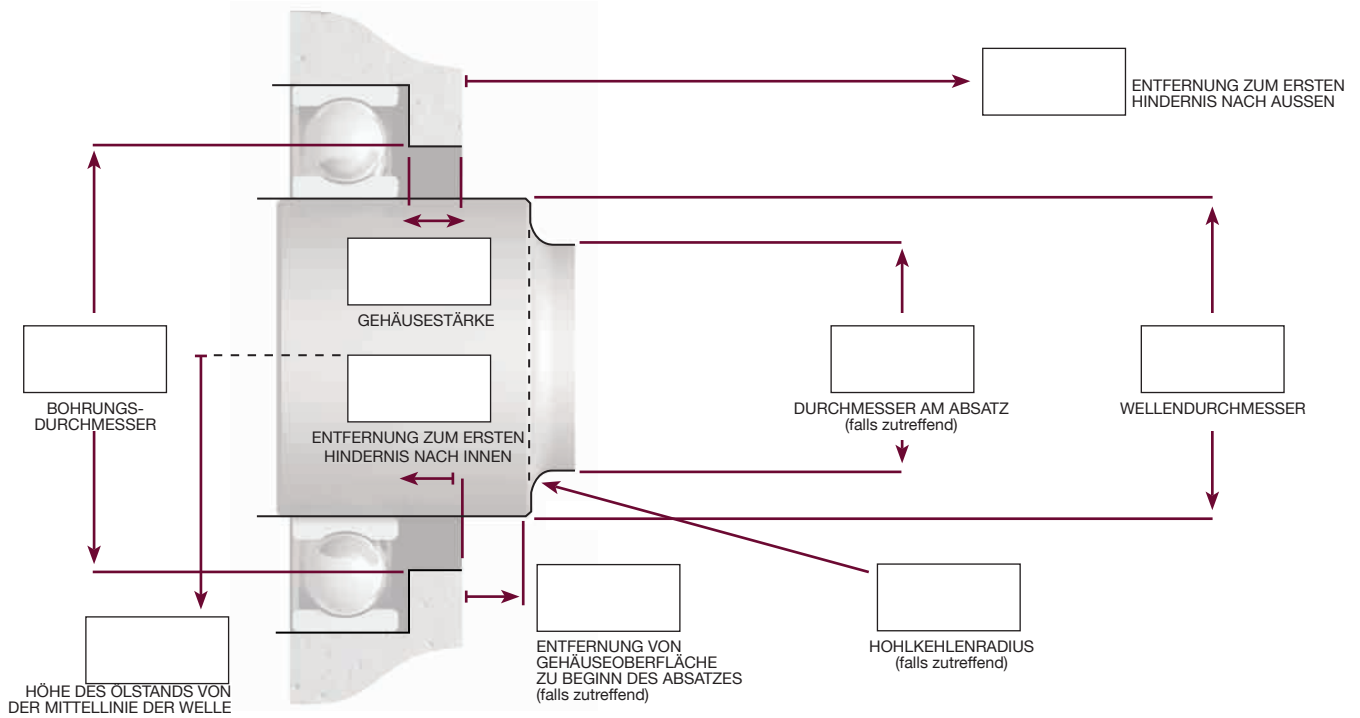 ENTFERNUNG ZUM ERSTEN
HINDERNIS NACH AUSSEN
GEHÄUSESTÄRKE
BOHRUNGS-
DURCHMESSER
ENTFERNUNG ZUM ERSTEN
HINDERNIS NACH INNEN
DURCHMESSER AM ABSATZ
(falls zutreffend)
WELLENDURCHMESSER
HÖHE DES ÖLSTANDS VON
DER MITTELLINIE DER WELLE
ENTFERNUNG VON
GEHÄUSEOBERFLÄCHE
ZU BEGINN DES ABSATZES
(falls zutreffend)
HOHLKEHLENRADIUS
(falls zutreffend)